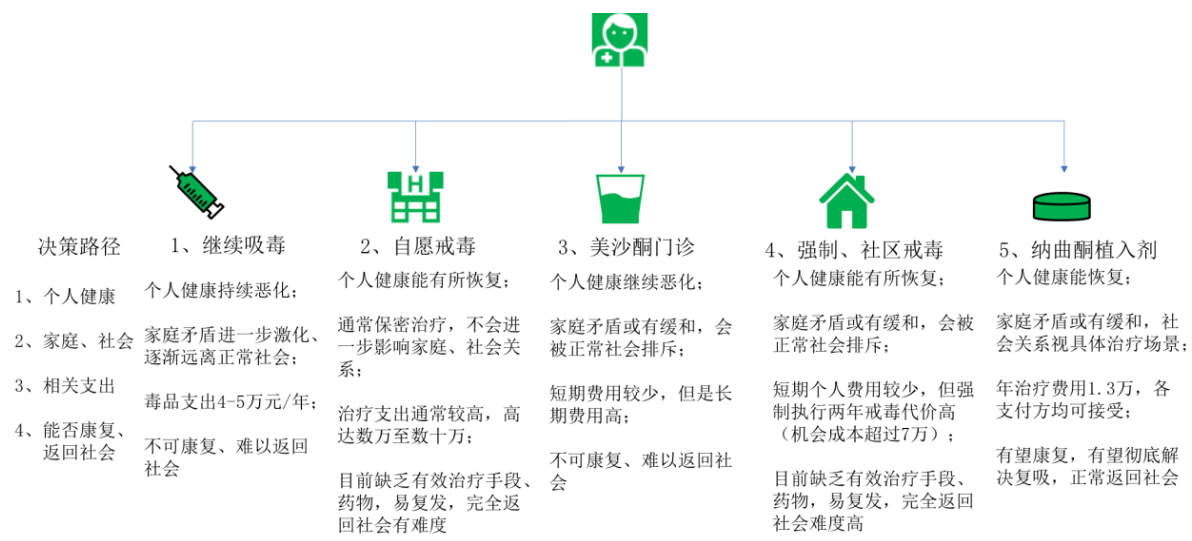 H
决策路径
1、个人健康
2、家庭、社会
3、相关支出
4、能否康复、
返回社会
1、继续吸毒
个人健康持续恶化;
家庭矛盾进一步激化、
逐渐远离正常社会;
毒品支出4-5万元/年;
不可康复、难以返回
社会
2、自愿戒毒
个人健康能有所恢复;
通常保密治疗，不会进
一步影响家庭、社会关
系;
治疗支出通常较高，高
达数万至数十万;
目前缺乏有效治疗手段、
药物，易复发，完全返
回社会有难度
3、美沙酮门诊
个人健康继续恶化;
家庭矛盾或有缓和，会
被正常社会排斥;
短期费用较少，但是长
期费用高;
不可康复、难以返回社
会
4、强制、社区戒毒
个人健康能有所恢复;
家庭矛盾或有缓和，会被
正常社会排斥;
短期个人费用较少，但强
制执行两年戒毒代价高
（机会成本超过7万）;
目前缺乏有效治疗手段、
药物，易复发，完全返回
社会难度高
5、纳曲酮植入剂
个人健康能恢复;
家庭矛盾或有缓和，社
会关系视具体治疗场景;
年治疗费用1.3万，各
支付方均可接受;
有望康复，有望彻底解
决复吸，正常返回社会